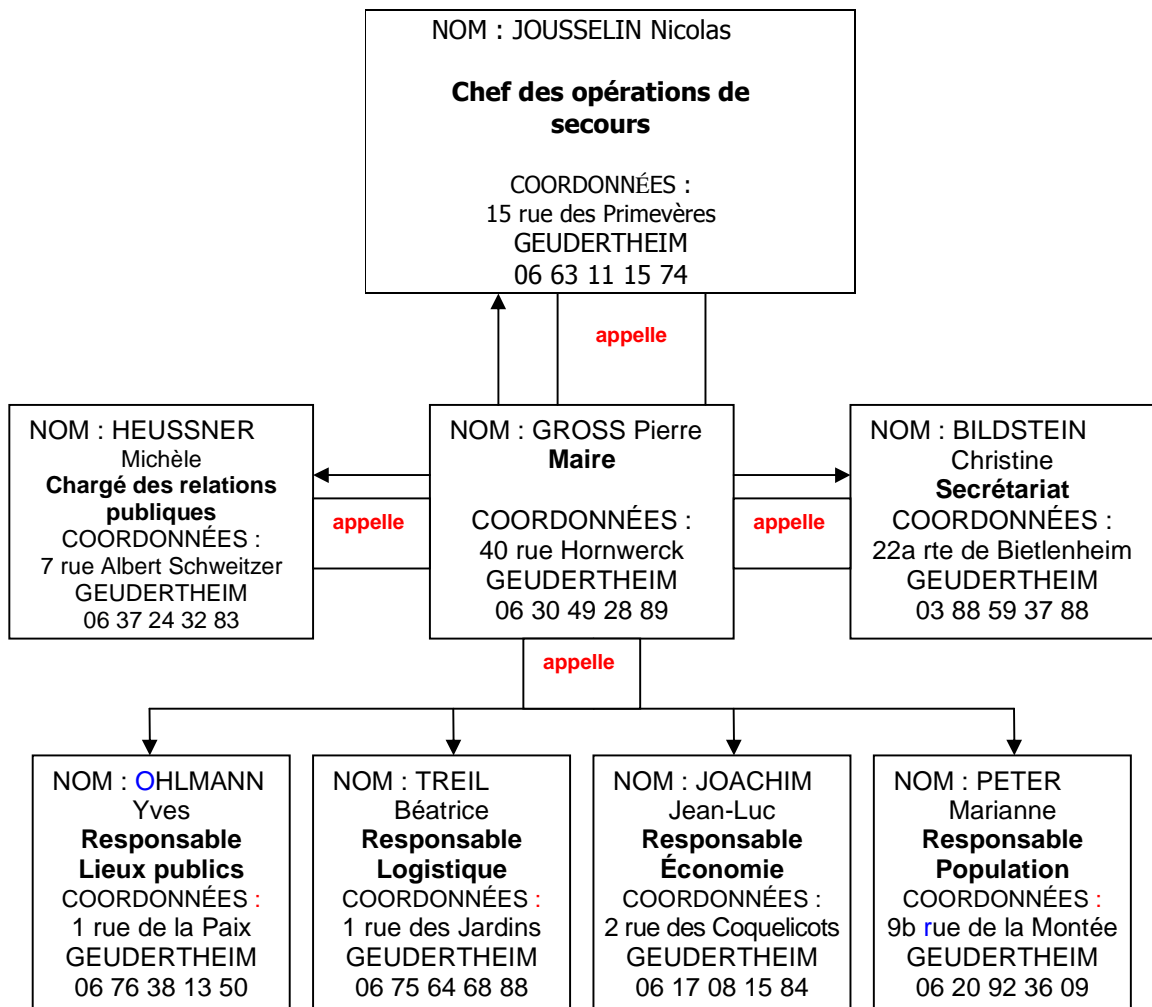 NOM : JOUSSELIN Nicolas
Chef des opérations de
secours
COORDONNÉES :
15 rue des Primevères
GEUDERTHEIM
06 63 11 15 74
appelle
NOM : HEUSSNER
Michèle
Chargé des relations
publiques
COORDONNÉES :
7 rue Albert Schweitzer
GEUDERTHEIM
06 37 24 32 83
appelle
NOM : GROSS Pierre
Maire
COORDONNÉES :
40 rue Hornwerck
GEUDERTHEIM
06 30 49 28 89
appelle
NOM : BILDSTEIN
Christine
Secrétariat
COORDONNÉES :
22a rte de Bietlenheim
GEUDERTHEIM
03 88 59 37 88
appelle
NOM : OHLMANN
Yves
Responsable
Lieux publics
COORDONNÉES :
1 rue de la Paix
GEUDERTHEIM
06 76 38 13 50
NOM : TREIL
Béatrice
Responsable
Logistique
COORDONNÉES :
1 rue des Jardins
GEUDERTHEIM
06 75 64 68 88
NOM : JOACHIM
Jean-Luc
Responsable
Économie
COORDONNÉES :
2 rue des Coquelicots
GEUDERTHEIM
06 17 08 15 84
NOM : PETER
Marianne
Responsable
Population
COORDONNÉES :
9b rue de la Montée
GEUDERTHEIM
06 20 92 36 09